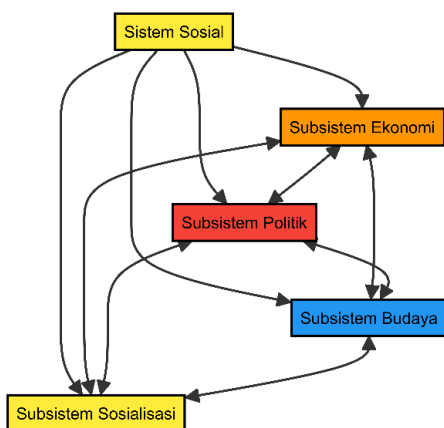 Sistem Sosial
Subsistem Ekonomi
Subsistem Politik
Subsistem Budaya
Subsistem Sosialisasi